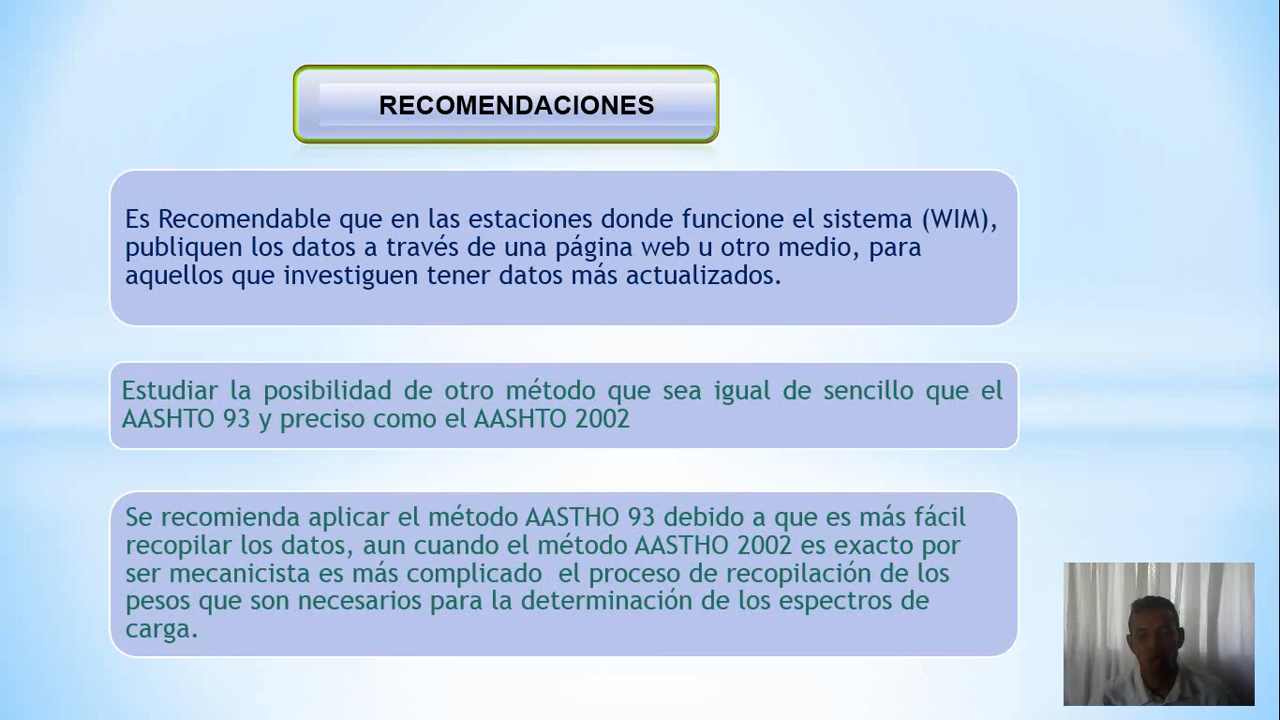 RECOMENDACIONES
Es Recomendable que en las estaciones donde funcione el sistema (WIM),
publiquen los datos a través de una página web u otro medio, para
aquellos que investiguen tener datos más actualizados.
Estudiar la posibilidad de otro método que sea igual de sencillo que el
AASHTO 93 y preciso como el AASHTO 2002
Se recomienda aplicar el método AASTHO 93 debido a que es más fácil
recopilar los datos, aun cuando el método AASTHO 2002 es exacto por
ser mecanicista es más complicado  el proceso de recopilación de los
pesos que son necesarios para la determinación de los espectros de
carga.